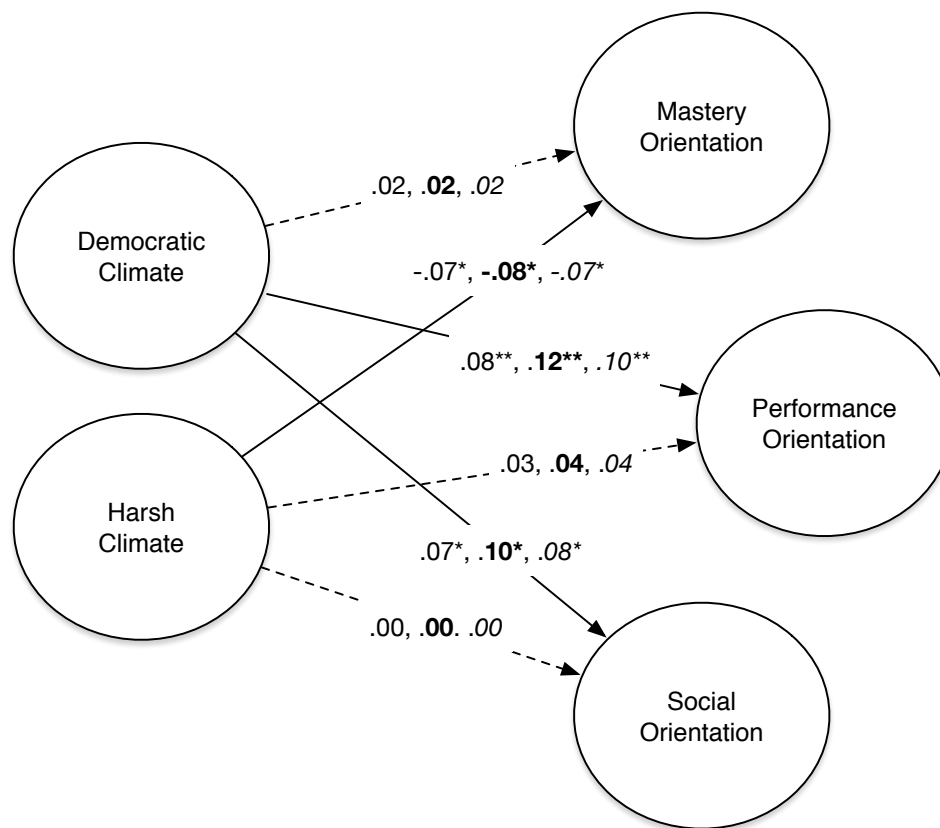 Mastery
Orientation
.02, .02, .02
Democratic
Climate
-.07*, -.08*, -.07*
.08**, .12**, .10**
Performance
Orientation
.03, .04, .04
Harsh
Climate
.07*, .10*, .08*
.00, .00. .00
Social
Orientation